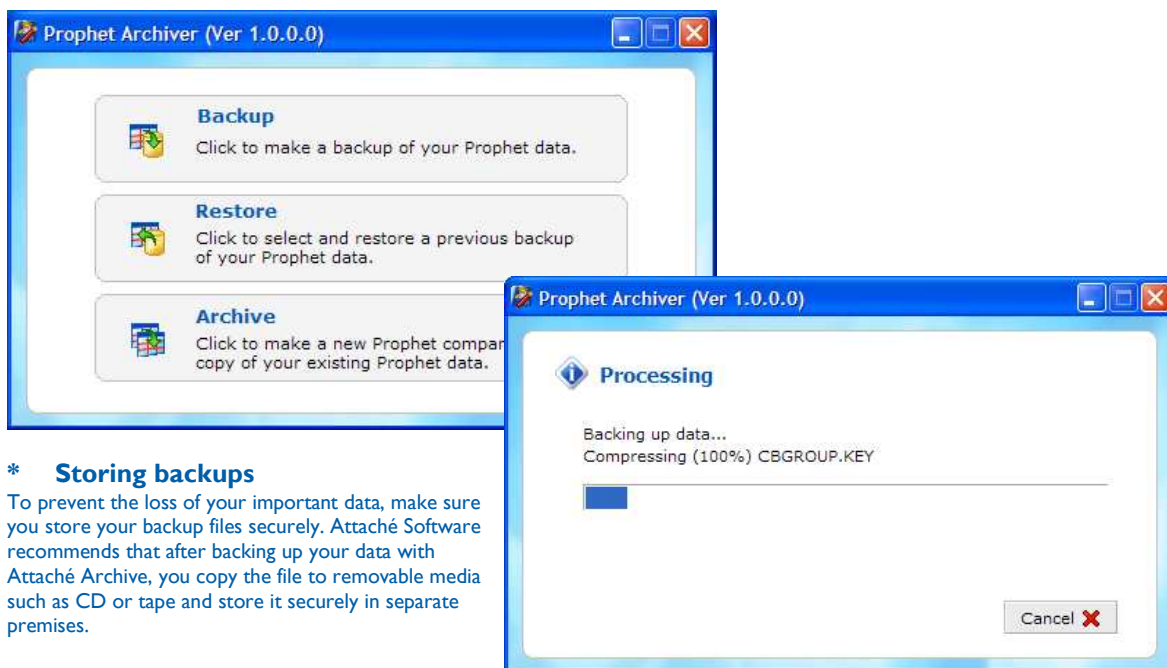 Prophet Archiver (Ver 1.0.0.0)
Backup
Click to make a backup of your Prophet data.
Restore
Click to select and restore a previous backup
of your Prophet data.
Archive
Click to make a new Prophet compan
copy of your existing Prophet data.
Prophet Archiver (Ver 1.0.0.0)
Processing
Backing up data...
Compressing (100%) CBGROUP.KEY
Cancel
* Storing backups
To prevent the loss of your important data, make sure
you store your backup files securely. Attaché Software
recommends that after backing up your data with
Attaché Archive, you copy the file to removable media
such as CD or tape and store it securely in separate
premises.